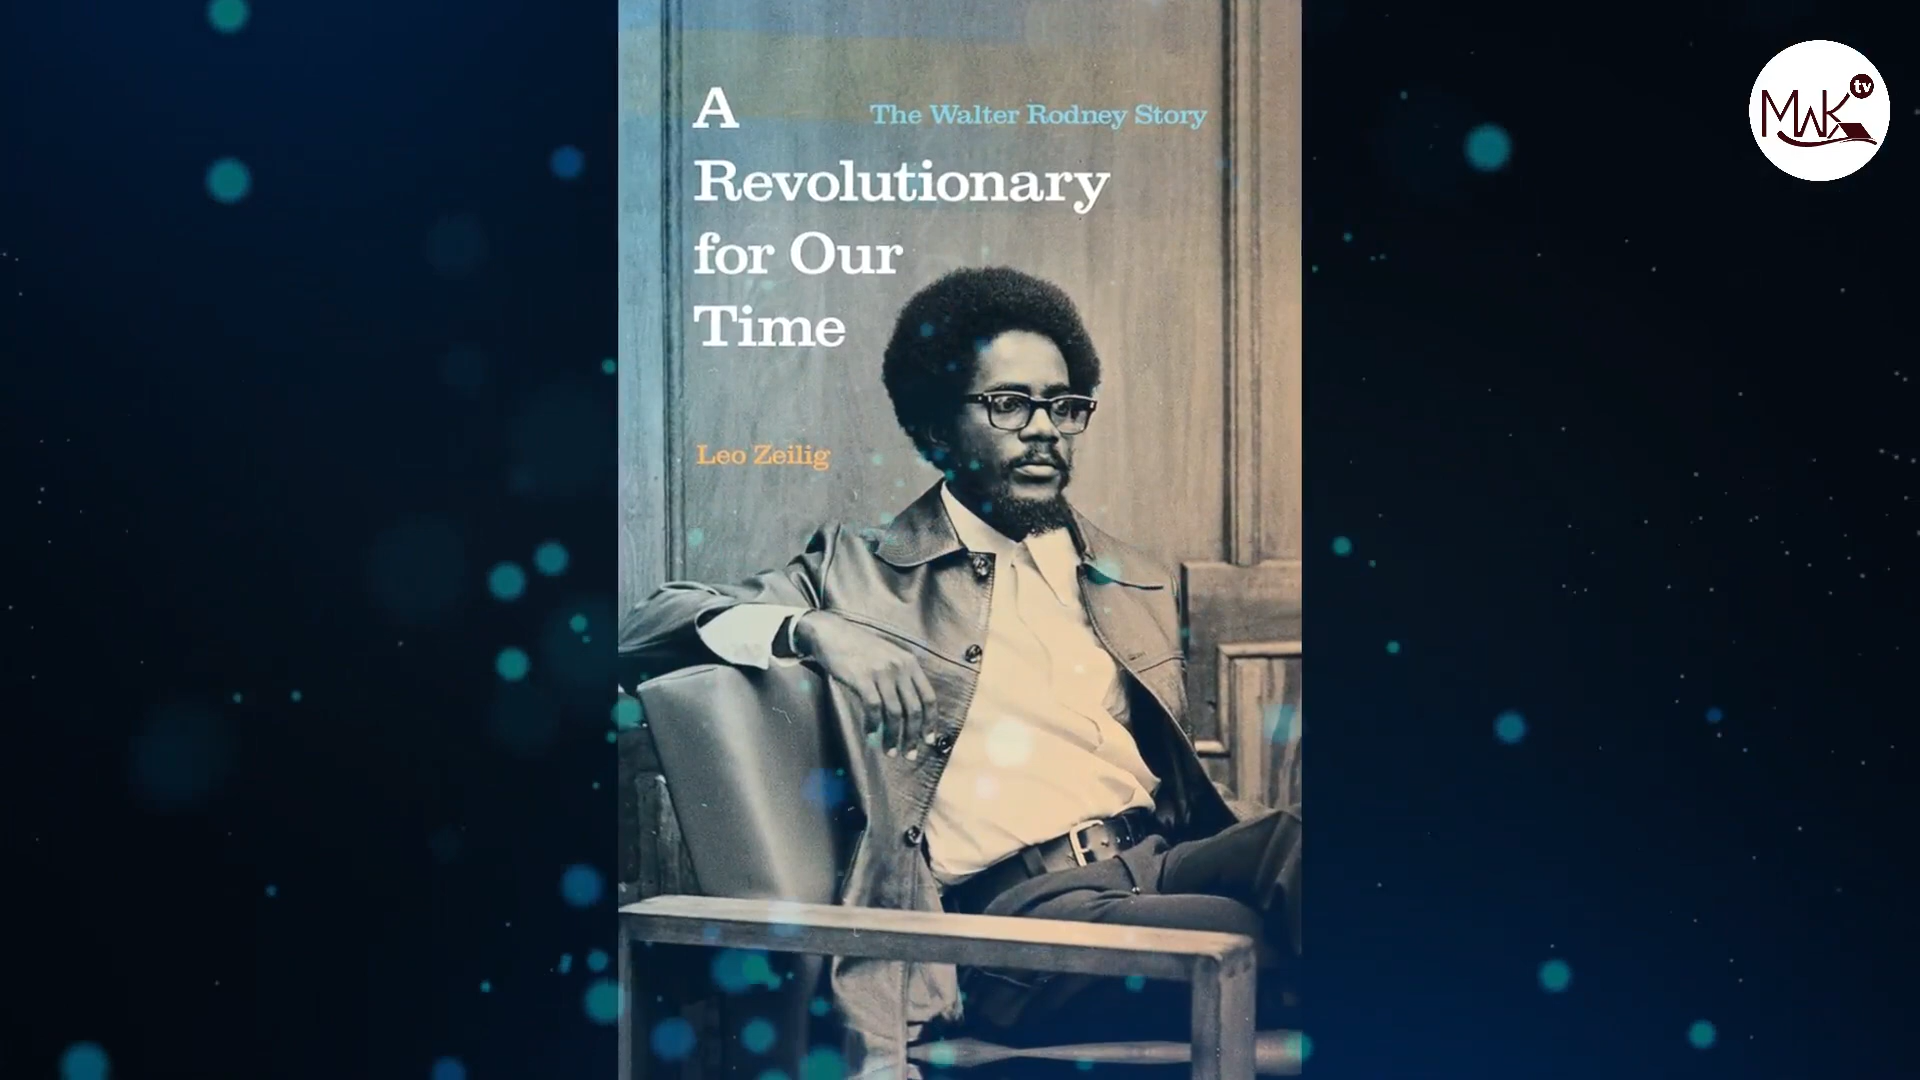 A
The Walter Rodney Story
Revolutionary
for Our
Time
Leo Zeilig
MWK tv